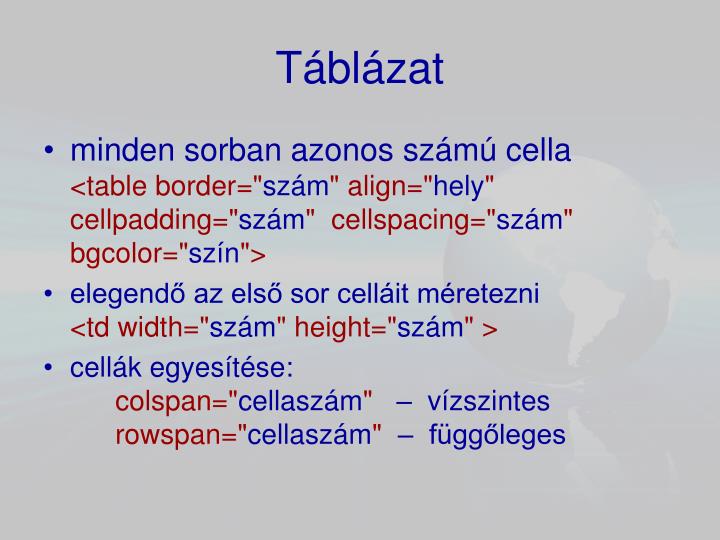 Táblázat
• minden sorban azonos számú cella
<table border="szám" align="hely"
cellpadding="szám" cellspacing="szám"
bgcolor="szín">
• elegendő az első sor celláit méretezni
<td width="szám" height="szám" >
• cellák egyesítése:
colspan="cellaszám" – vízszintes
rowspan="cellaszám" – függőleges